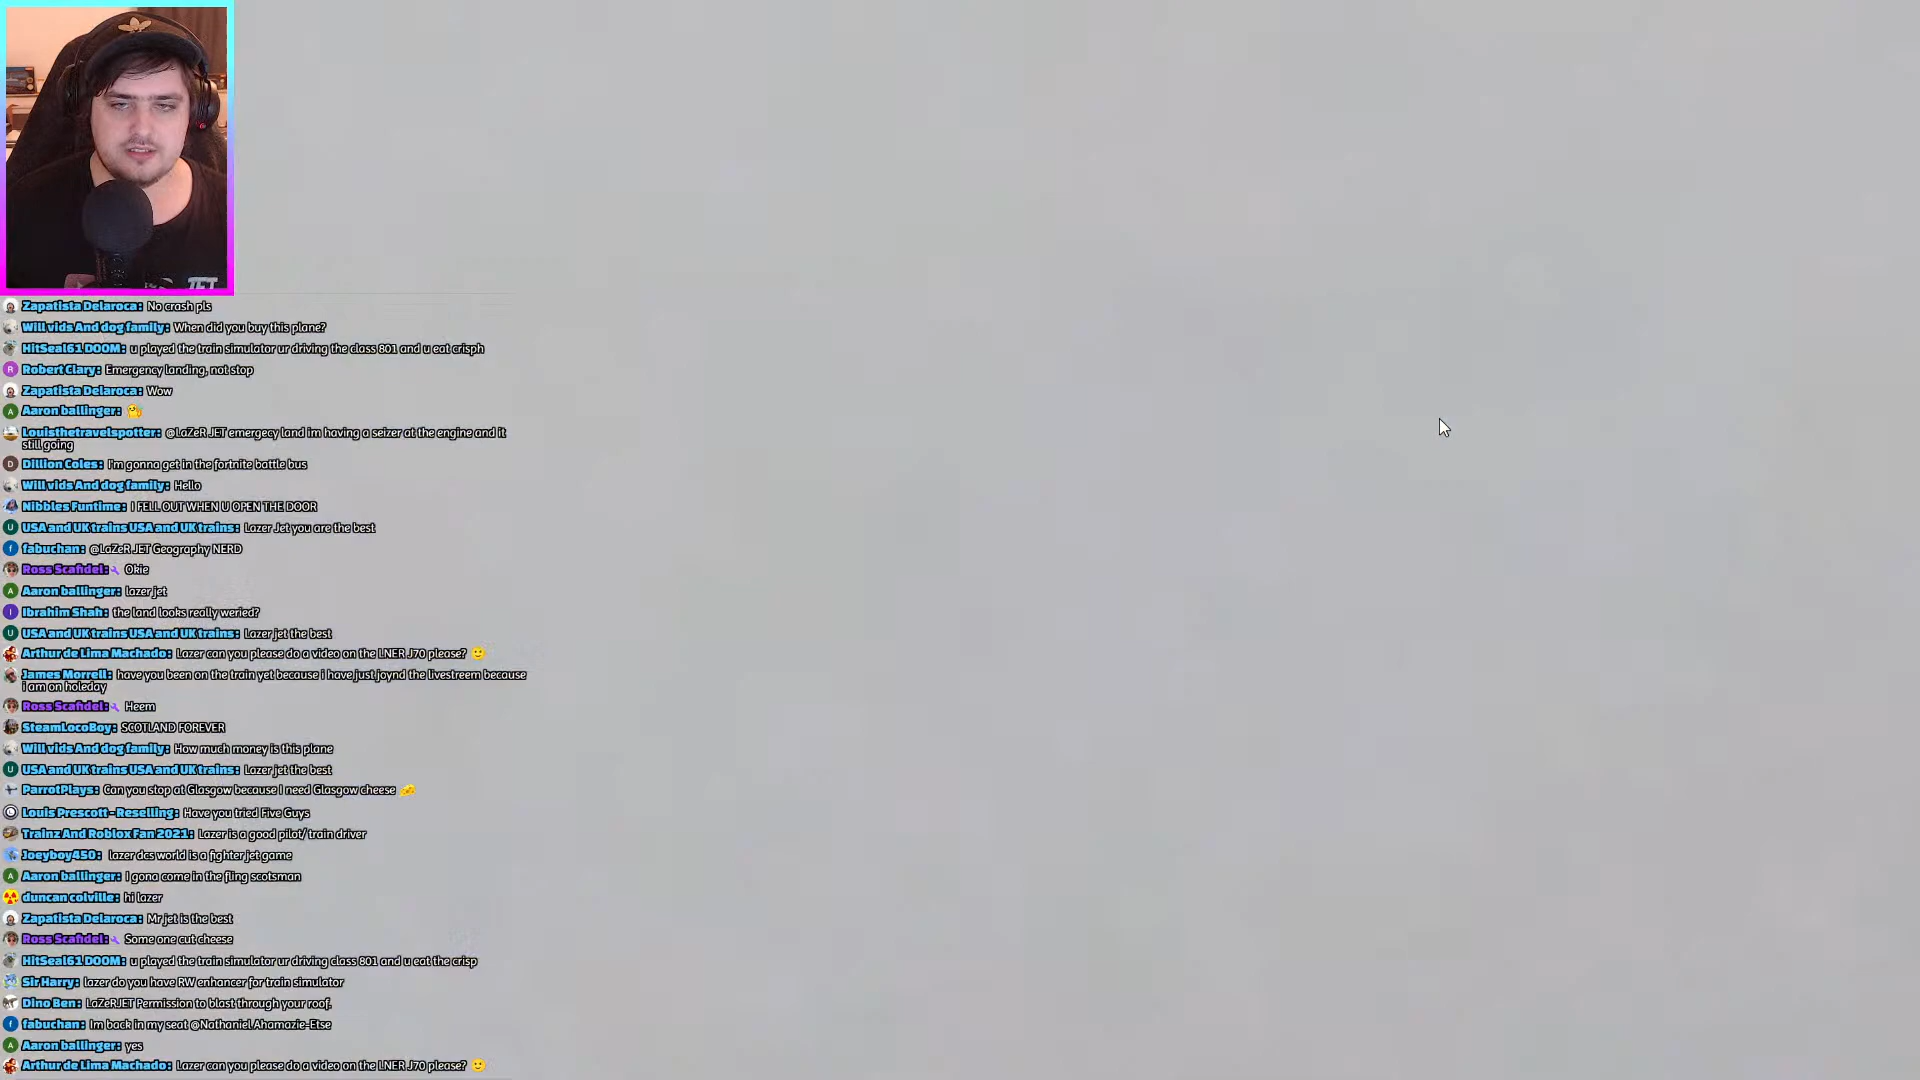 JET
Zapatista Delaroca: No crash pls
Will vids And dog family: When did you buy this plane?
HitSeal61 DOOM: u played the train simulator ur driving the class 801 and u eat crisph
Robert Clary: Emergency landing, not stop
Zapatista Delaroca: Wow
Aaron ballinger:
Louisthetravelspotter: @LaZeR JET emergecy land im having a seizer at the engine and it
still going
Dillion Coles: I'm gonna get in the fortnite battle bus
Will vids And dog family: Hello
Nibbles Funtime: I FELL OUT WHEN U OPEN THE DOOR
USA and UK trains USA and UK trains: Lazer Jet you are the best
fabuchan: @LaZeR JET Geography NERD
Ross Scafidel: Okie
Aaron ballinger: lazer jet
Ibrahim Shah: the land looks really weried?
USA and UK trains USA and UK trains: Lazer jet the best
Arthur de Lima Machado: Lazer can you please do a video on the LNER J70 please? 🙂
James Morrell: have you been on the train yet because i have just joynd the livestreem because
i am on holeday
Ross Scafidel: Heem
SteamLocoBoy: SCOTLAND FOREVER
Will vids And dog family: How much money is this plane
USA and UK trains USA and UK trains: Lazer jet the best
ParrotPlays: Can you stop at Glasgow because I need Glasgow cheese 🧀
Louis Prescott - Reselling: Have you tried Five Guys
Trainz And Roblox Fan 2021: Lazer is a good pilot/ train driver
Joeyboy450: lazer dcs world is a fighter jet game
Aaron ballinger: I gona come in the fling scotsman
duncan colville: hi lazer
Zapatista Delaroca: Mr jet is the best
Ross Scafidel: Some one cut cheese
HitSeal61 DOOM: u played the train simulator ur driving class 801 and u eat the crisp
Sir Harry: lazer do you have RW enhancer for train simulator
Dino Ben: LaZeRJET Permission to blast through your roof.
fabuchan: Im back in my seat @Nathaniel Ahamazie-Etse
Aaron ballinger: yes
Arthur de Lima Machado: Lazer can you please do a video on the LNER J70 please? 🙂